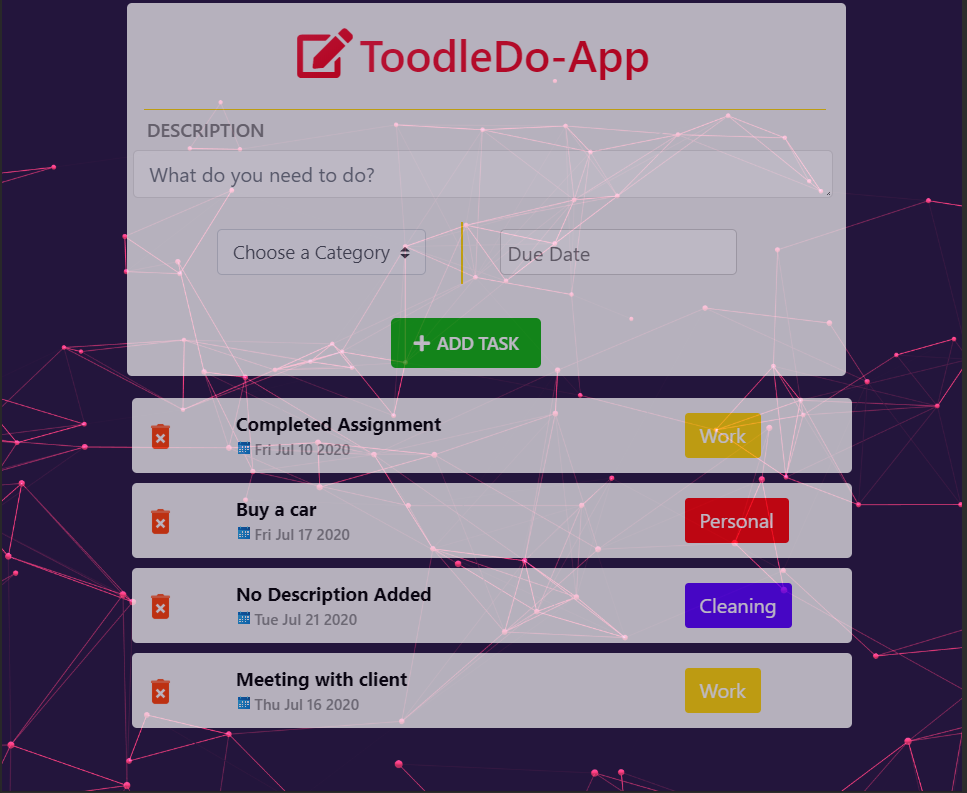 ToodleDo-App
DESCRIPTION
What do you need to do?
Choose a Category
Due Date
ADD TASK
Completed Assignment
Fri Jul 10 2020
Work
Buy a car
Fri Jul 17 2020
Personal
No Description Added
Tue Jul 21 2020
Cleaning
Meeting with client
Thu Jul 16 2020
Work